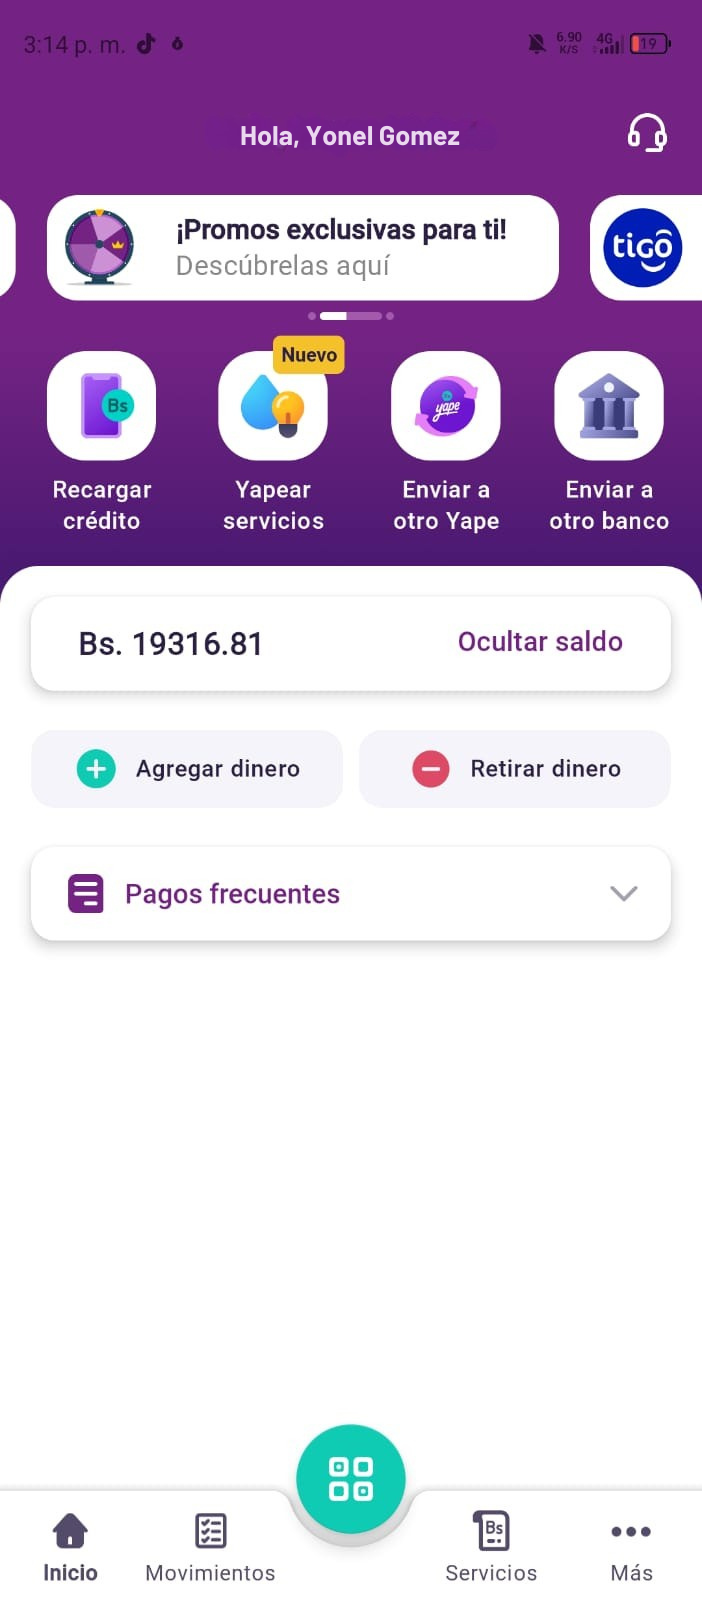 3:14 p. m.
6.90
K/S
4G
19
Hola, Yonel Gomez
¡Promos exclusivas para ti!
Descúbrelas aquí
tigo
Nuevo
Bs
yape
Recargar
crédito
Yapear
servicios
Enviar a
otro Yape
Enviar a
otro banco
Bs. 19316.81
Ocultar saldo
Agregar dinero
Retirar dinero
Pagos frecuentes
Bs
Inicio
Movimientos
Servicios
Más